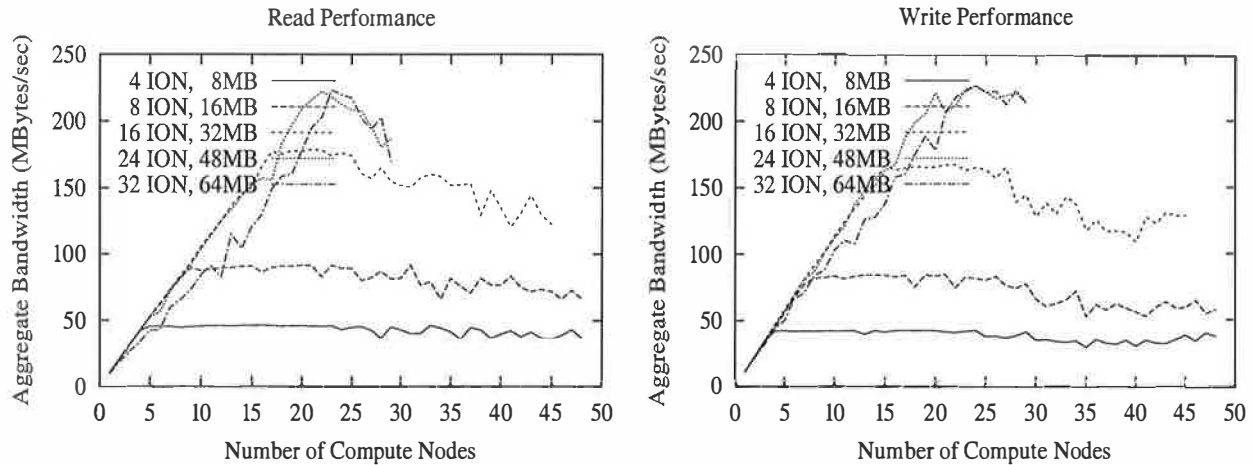 Read Performance
Aggregate Bandwidth (MBytes/sec)
250
200
150
100
50
0
4 ION, 8MB
8 ION, 16MB
16 ION, 32MB
24 ION, 48MB
32 ION, 64MB
0 5 10 15 20 25 30 35 40 45 50
Number of Compute Nodes
Write Performance
Aggregate Bandwidth (MBytes/sec)
250
200
150
100
50
0
4 ION, 8MB
8 ION, 16MB
16 ION, 32MB
24 ION, 48MB
32 ION, 64MB
0 5 10 15 20 25 30 35 40 45 50
Number of Compute Nodes